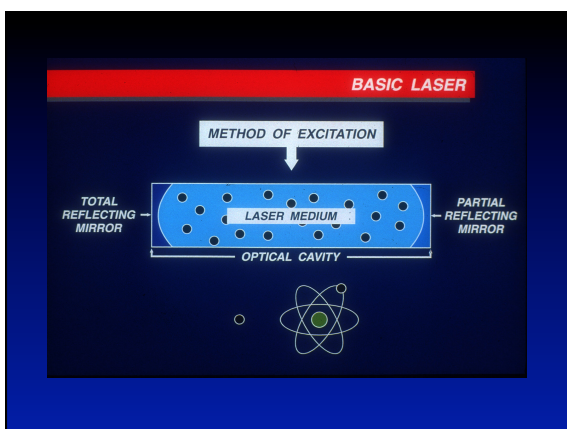 BASIC LASER
METHOD OF EXCITATION
TOTAL
REFLECTING
MIRROR
LASER MEDIUM
PARTIAL
REFLECTING
MIRROR
OPTICAL CAVITY